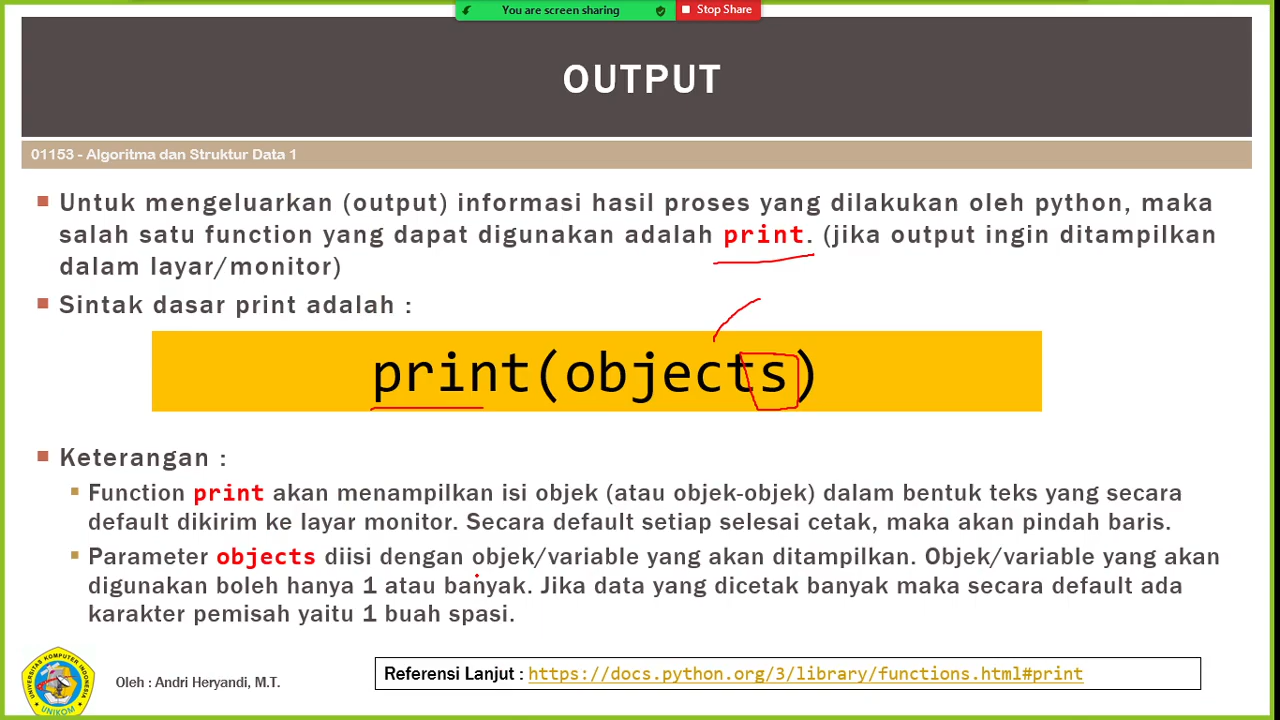 You are screen sharing
Stop Share
OUTPUT
01153 - Algoritma dan Struktur Data 1
Untuk mengeluarkan (output) informasi hasil proses yang dilakukan oleh python, maka
salah satu function yang dapat digunakan adalah print. (jika output ingin ditampilkan
dalam layar/monitor)
Sintak dasar print adalah :
print(objects)
Keterangan :
Function print akan menampilkan isi objek (atau objek-objek) dalam bentuk teks yang secara
default dikirim ke layar monitor. Secara default setiap selesai cetak, maka akan pindah baris.
Parameter objects diisi dengan objek/variable yang akan ditampilkan. Objek/variable yang akan
digunakan boleh hanya 1 atau banyak. Jika data yang dicetak banyak maka secara default ada
karakter pemisah yaitu 1 buah spasi.
UNIVERSITAS KOMPUTER INDONESIA
UNIKOM
Oleh : Andri Heryandi, M.T.
Referensi Lanjut : https://docs.python.org/3/library/functions.html#print